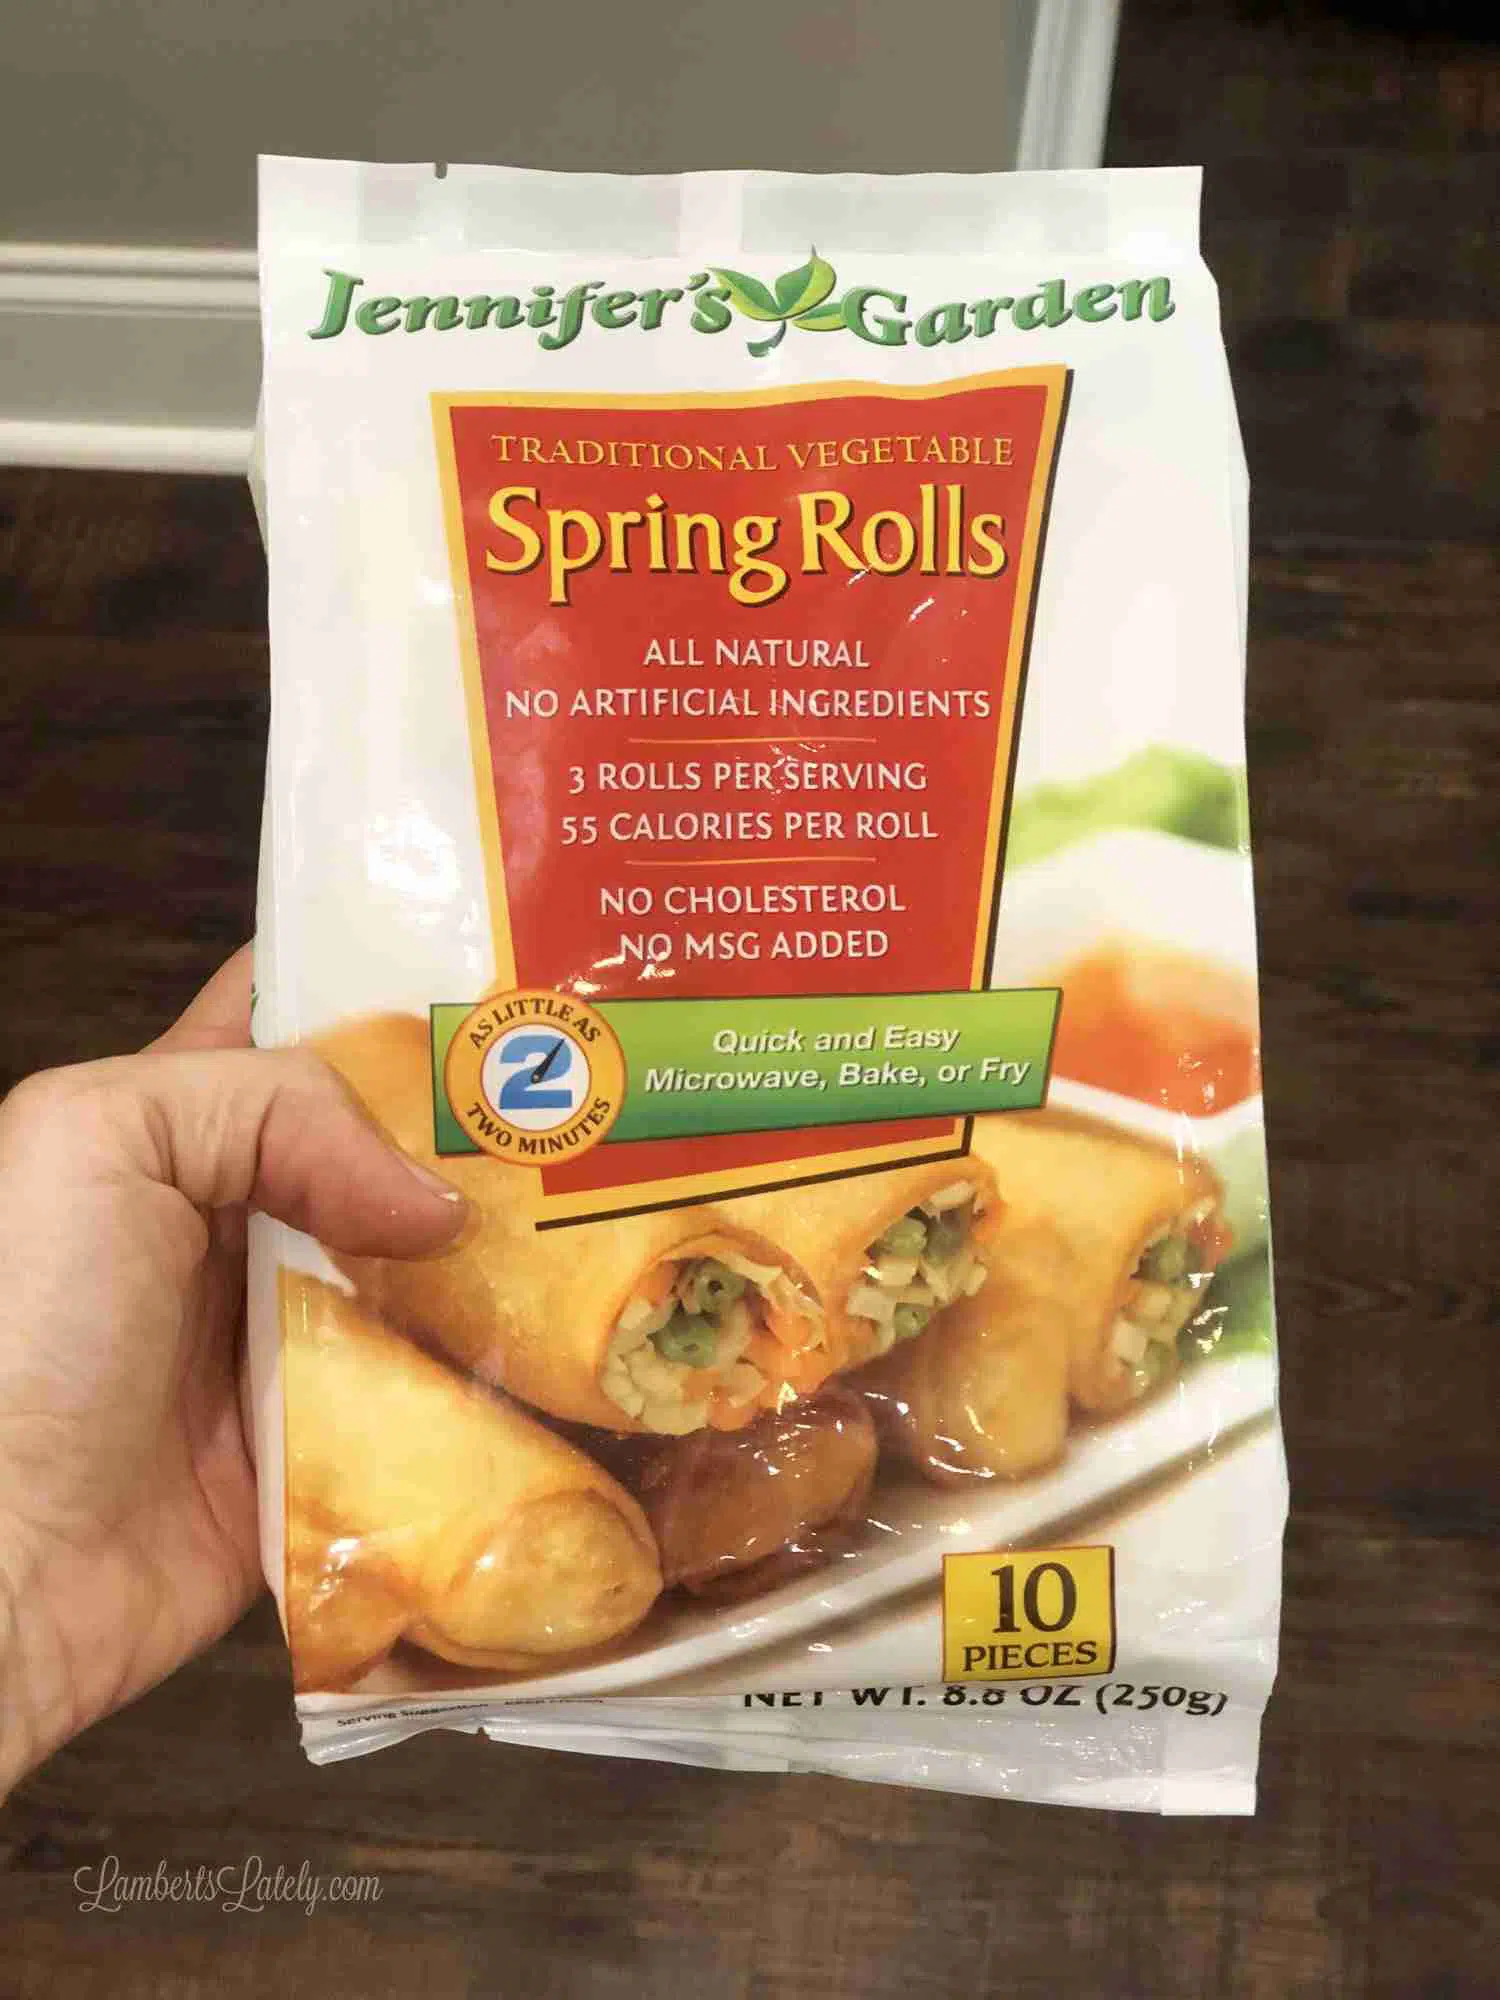 Jennifer's Garden
TRADITIONAL VEGETABLE
Spring Rolls
ALL NATURAL
NO ARTIFICIAL INGREDIENTS
3 ROLLS PER SERVING
55 CALORIES PER ROLL
NO CHOLESTEROL
NO MSG ADDED
AS LITTLE AS
2
TWO MINUTES
Quick and Easy
Microwave, Bake, or Fry
10
PIECES
NET WT. 8.8 OZ (250g)
Serving Suggestion
LambertsLately.com